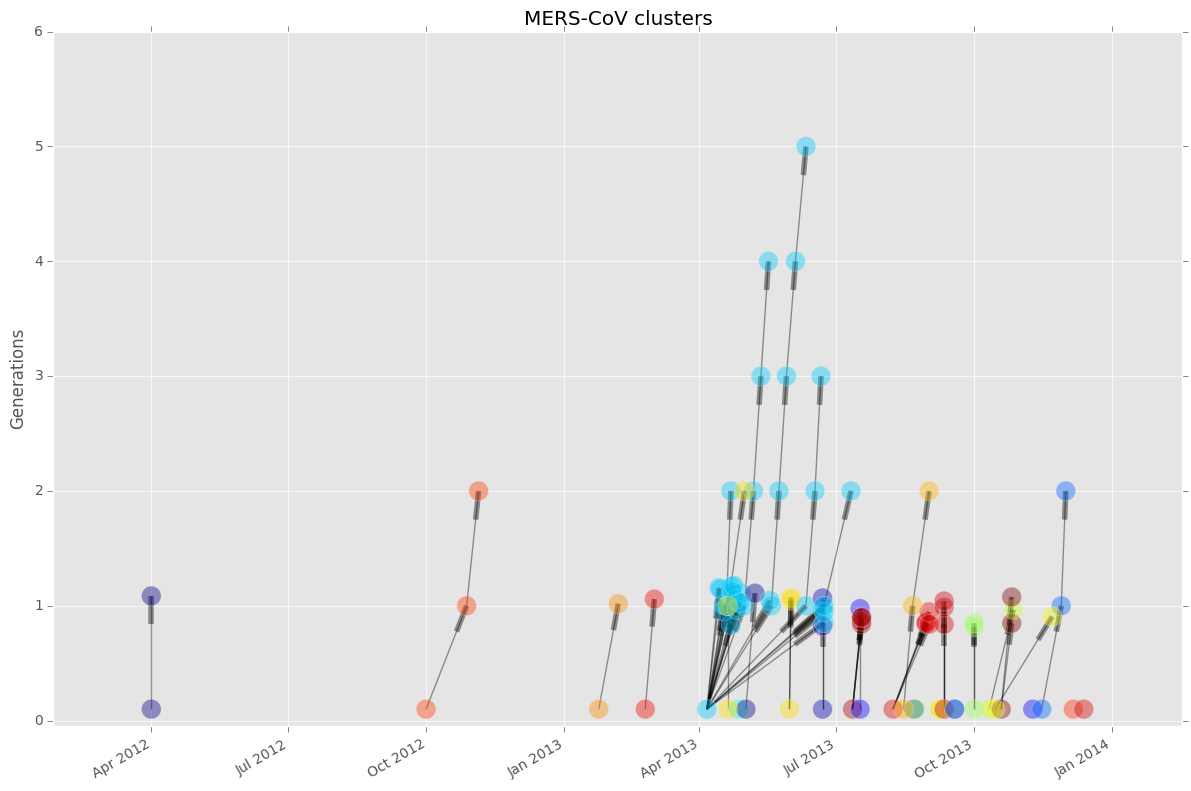 MERS-CoV clusters
6
5
4
3
2
1
0
Generations
Apr 2012
Jul 2012
Oct 2012
Jan 2013
Apr 2013
Jul 2013
Oct 2013
Jan 2014